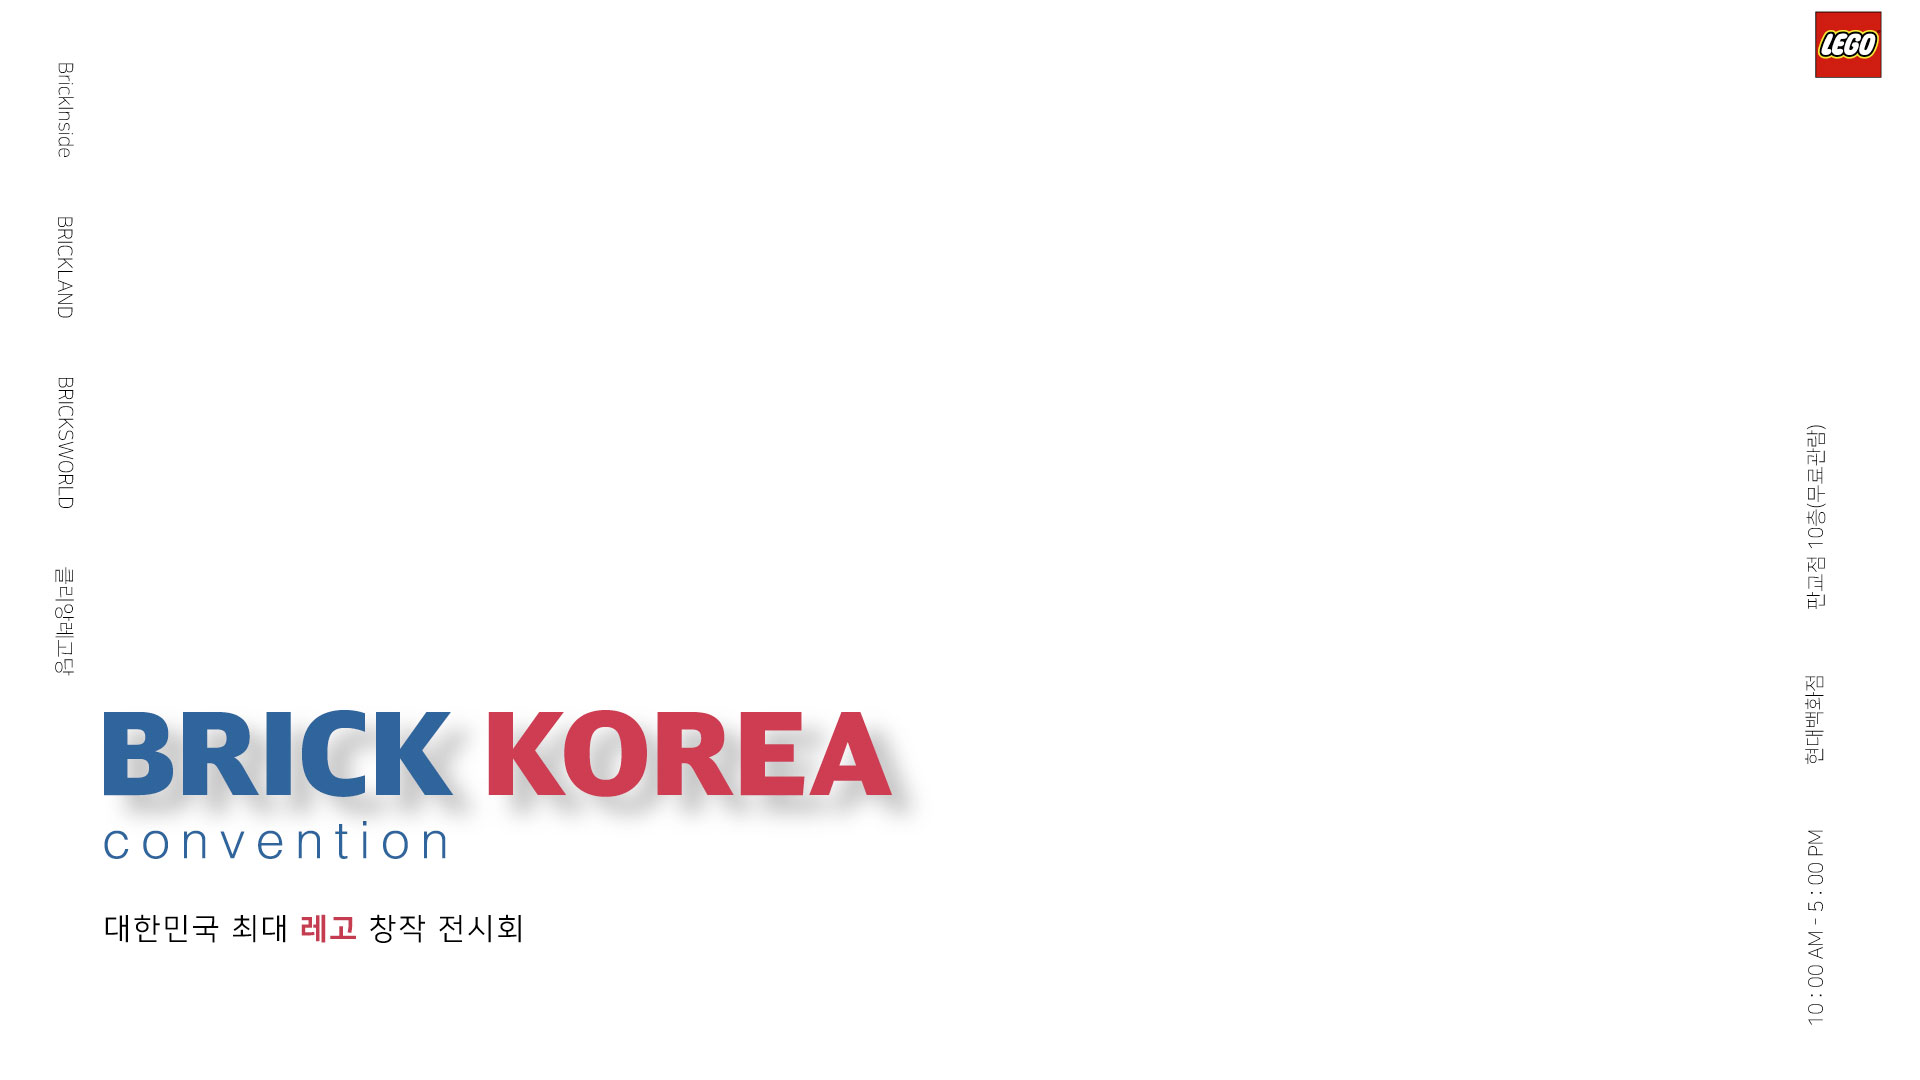 BrickInside
BRICKLAND
BRICKSWORLD
클리앙레고당
BRICK KOREA
convention
대한민국 최대 레고 창작 전시회
LEGO
10 : 00 AM - 5 : 00 PM
현대백화점
판교점 10층(무료관람)